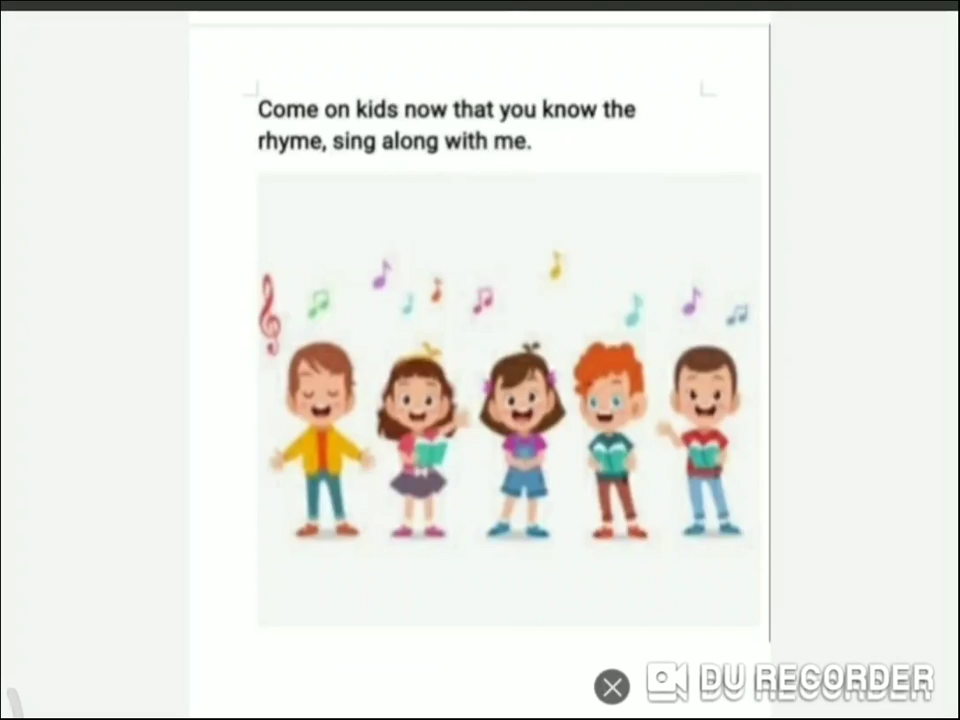 Come on kids now that you know the
rhyme, sing along with me.
DU RECORDER